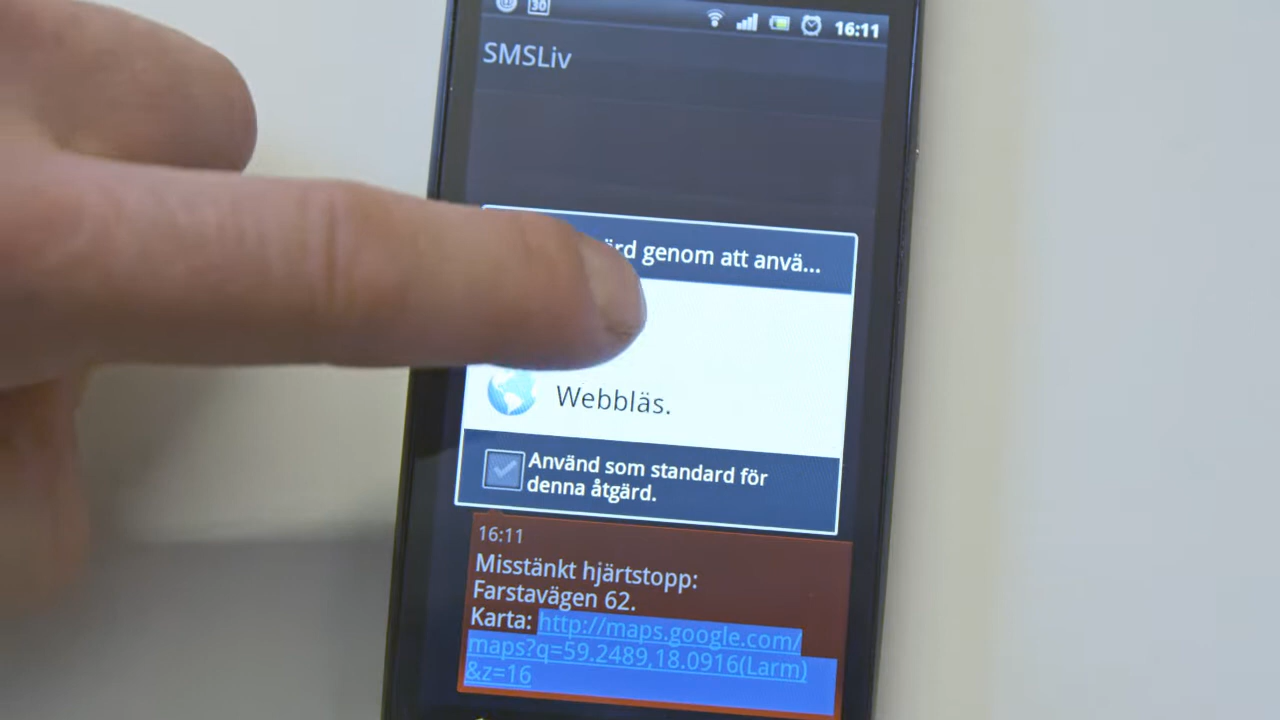 30
16:11
SMSLiv
genom att anvä...
Webbläs.
Använd som standard för
denna åtgärd.
16:11
Misstänkt hjärtstopp:
Farstavägen 62.
Karta: http://maps.google.com/
maps?q=59.2489,18.0916(Larm)
&z=16